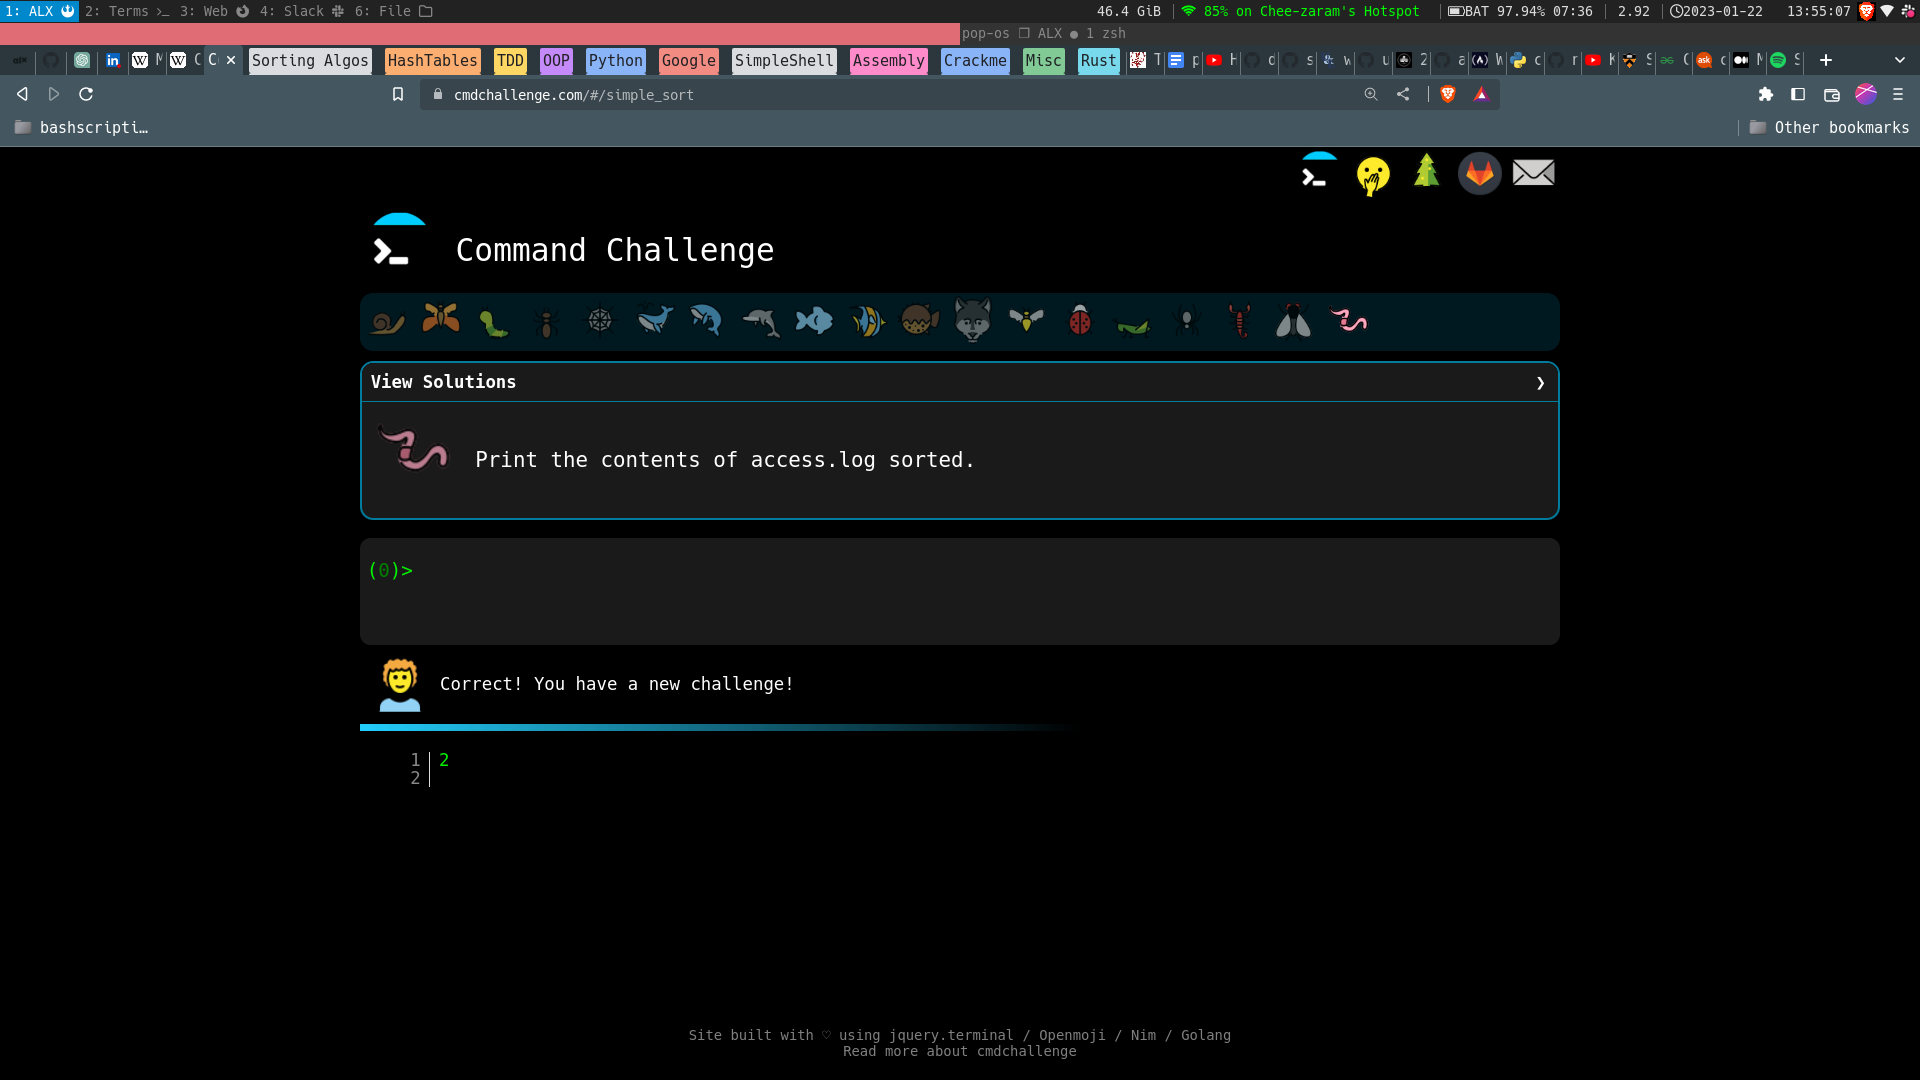 1: ALX 2: Terms 3: Web 4: Slack 6: File 46.4 GiB 85% on Chee-zaram's Hotspot BAT 97.94% 07:36 2.92 2023-01-22 13:55:07
pop-os ❐ ALX ● 1 zsh
Sorting Algos HashTables TDD OOP Python Google SimpleShell Assembly Crackme Misc Rust
cmdchallenge.com/#/simple_sort
bashscripti… Other bookmarks
Command Challenge
View Solutions ❯
Print the contents of access.log sorted.
(0)>
Correct! You have a new challenge!
1 2
2
Site built with ♡ using jquery.terminal / Openmoji / Nim / Golang
Read more about cmdchallenge